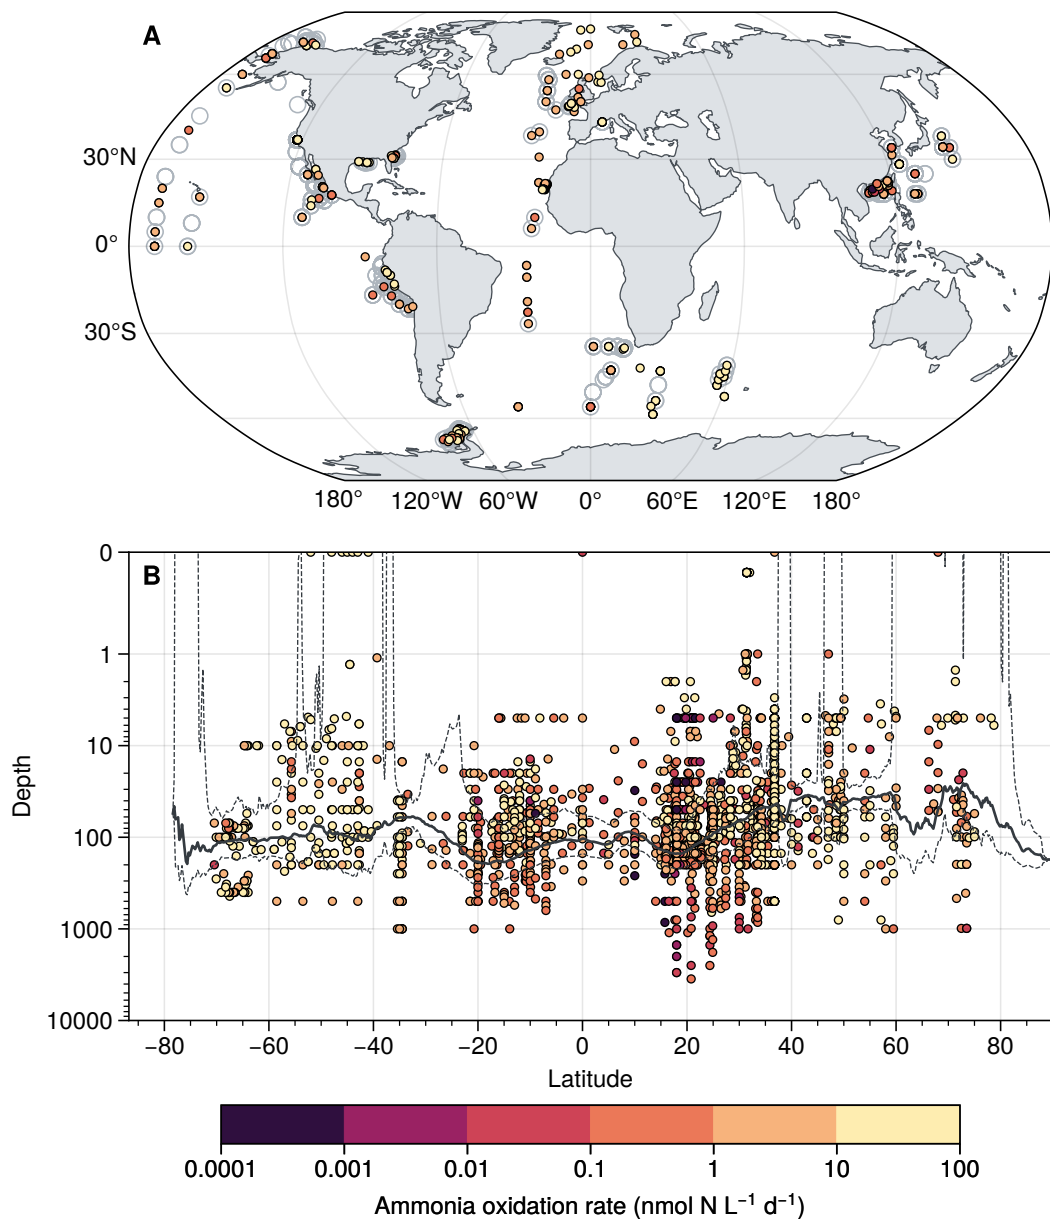 A
30°N
0°
30°S
180° 120°W 60°W 0° 60°E 120°E 180°
B
0
1
10
100
1000
10000
Depth
−80 −60 −40 −20 0 20 40 60 80
Latitude
0.0001 0.001 0.01 0.1 1 10 100
Ammonia oxidation rate (nmol N L⁻¹ d⁻¹)